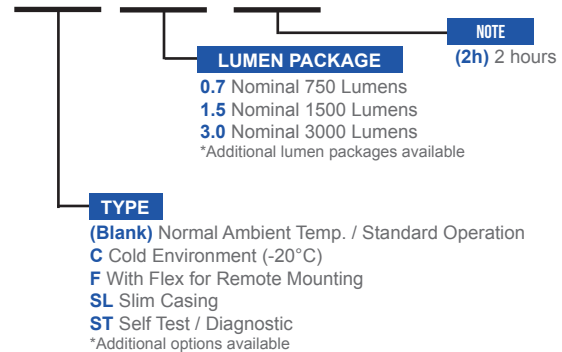 NOTE
(2h) 2 hours
LUMEN PACKAGE
0.7 Nominal 750 Lumens
1.5 Nominal 1500 Lumens
3.0 Nominal 3000 Lumens
*Additional lumen packages available
TYPE
(Blank) Normal Ambient Temp. / Standard Operation
C Cold Environment (-20°C)
F With Flex for Remote Mounting
SL Slim Casing
ST Self Test / Diagnostic
*Additional options available